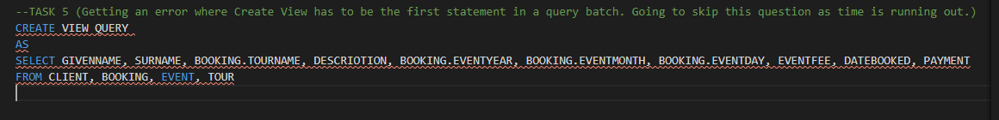 --TASK 5 (Getting an error where Create View has to be the first statement in a query batch. Going to skip this question as time is running out.)
CREATE VIEW QUERY
AS
SELECT GIVENNAME, SURNAME, BOOKING.TOURNAME, DESCRIOTION, BOOKING.EVENTYEAR, BOOKING.EVENTMONTH, BOOKING.EVENTDAY, EVENTFEE, DATEBOOKED, PAYMENT
FROM CLIENT, BOOKING, EVENT, TOUR